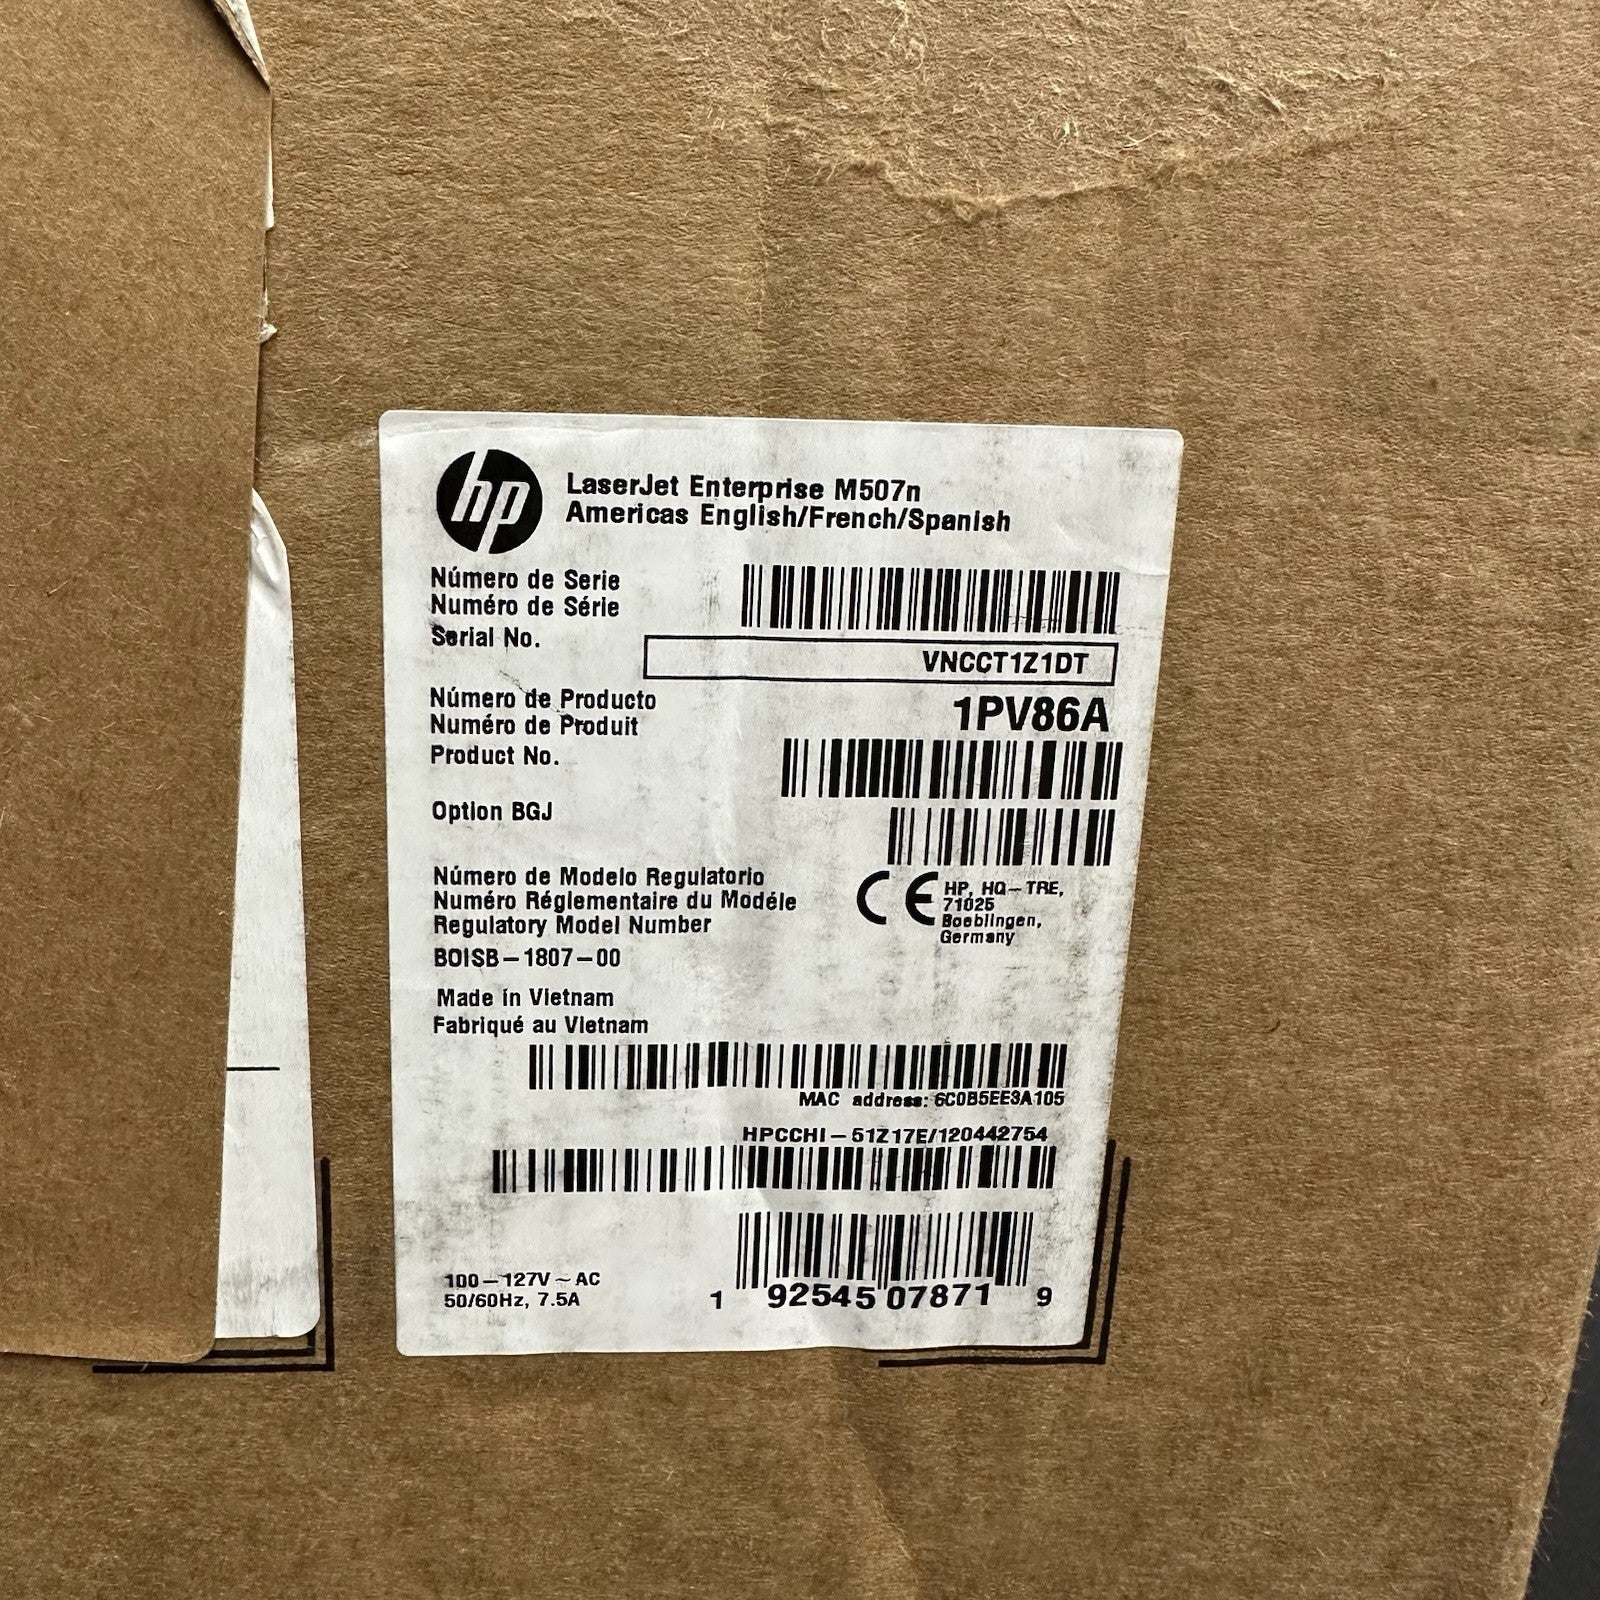 hp
LaserJet Enterprise M507n
Americas English/French/Spanish
Número de Serie
Numéro de Série
Serial No.
VNCCT1Z1DT
Número de Producto
Numéro de Produit
Product No.
1PV86A
Option BGJ
Número de Modelo Regulatorio
Numéro Réglementaire du Modéle
Regulatory Model Number
BOISB-1807-00
CE
HP, HQ-TRE,
71025
Boeblingen,
Germany
Made in Vietnam
Fabriqué au Vietnam
MAC address: 6C0B5EE3A105
HPCCHI-51Z17E/120442754
100-127V ~ AC
50/60Hz, 7.5A
1 92545 07871 9